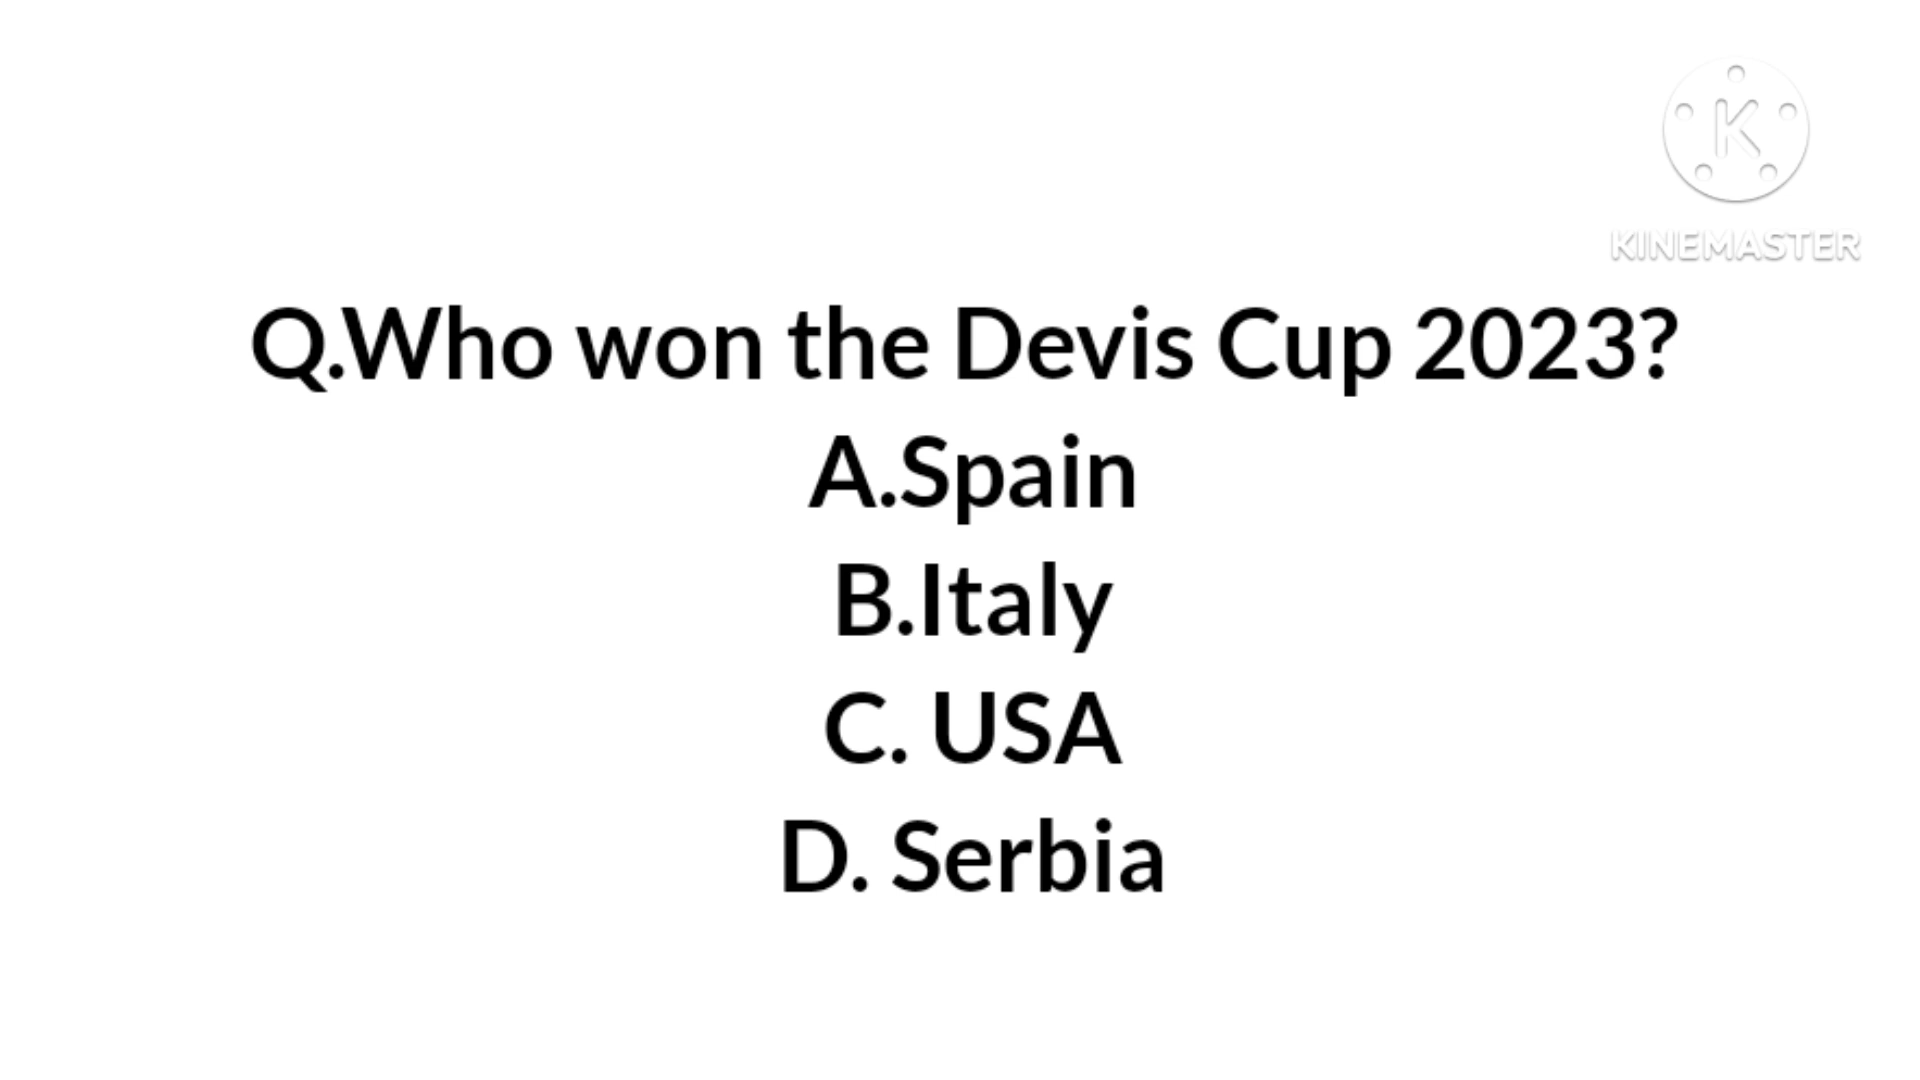 K
KINEMASTER
Q.Who won the Devis Cup 2023?
A.Spain
B.Italy
C. USA
D. Serbia